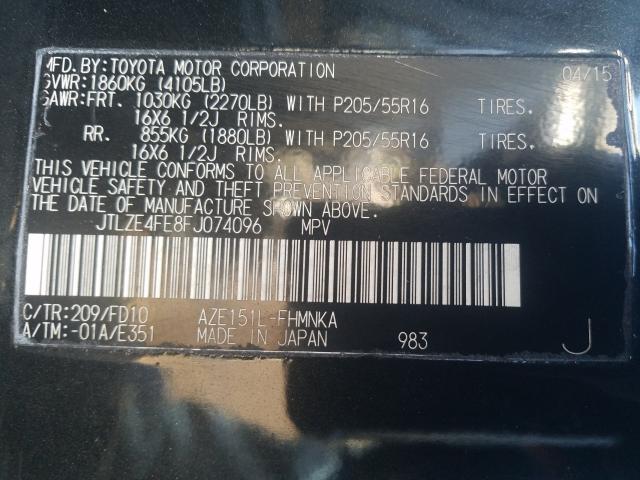 MFD. BY: TOYOTA MOTOR CORPORATION 04/15
GVWR: 1860KG (4105LB)
GAWR: FRT. 1030KG (2270LB) WITH P205/55R16 TIRES.
16X6 1/2J RIMS.
RR. 855KG (1880LB) WITH P205/55R16 TIRES.
16X6 1/2J RIMS.
THIS VEHICLE CONFORMS TO ALL APPLICABLE FEDERAL MOTOR
VEHICLE SAFETY AND THEFT PREVENTION STANDARDS IN EFFECT ON
THE DATE OF MANUFACTURE SHOWN ABOVE.
JTLZE4FE8FJ074096 MPV
C/TR: 209/FD10 AZE151L-FHMNKA
A/TM: -01A/E351 MADE IN JAPAN 983 J